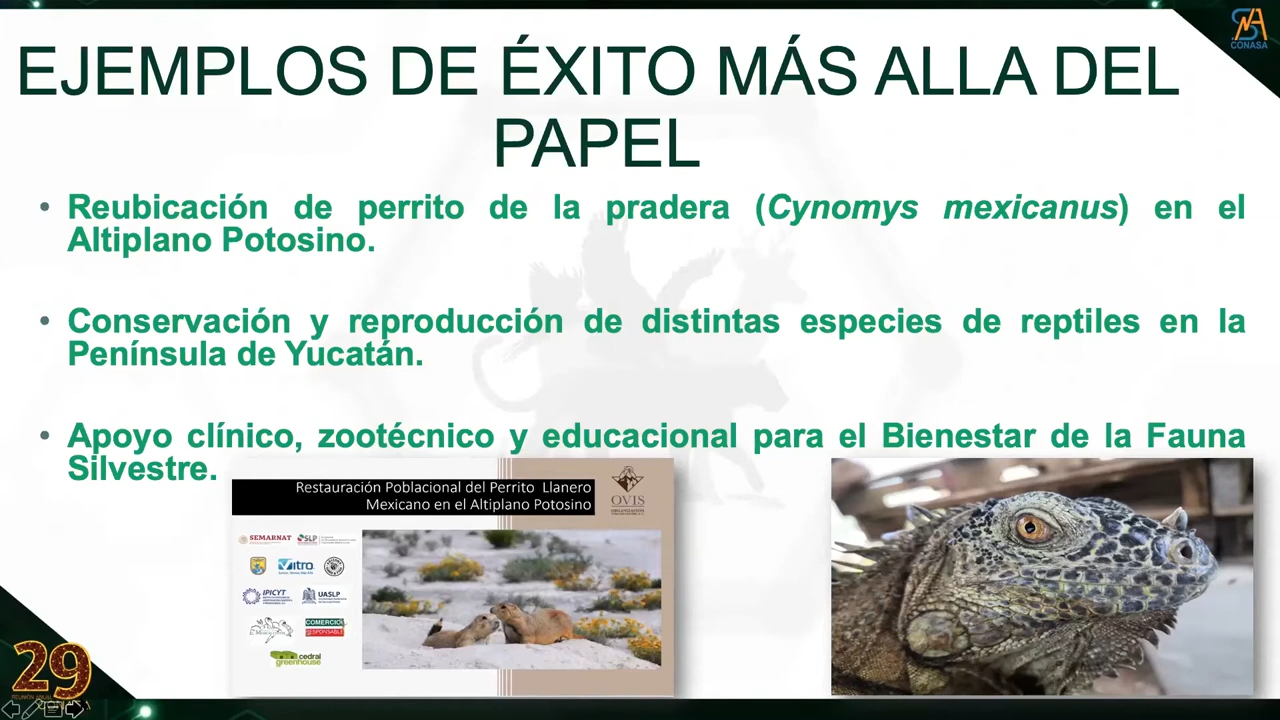 CONASA
EJEMPLOS DE ÉXITO MÁS ALLA DEL
PAPEL
• Reubicación de perrito de la pradera (Cynomys mexicanus) en el
Altiplano Potosino.
• Conservación y reproducción de distintas especies de reptiles en la
Península de Yucatán.
• Apoyo clínico, zootécnico y educacional para el Bienestar de la Fauna
Silvestre.
Restauración Poblacional del Perrito Llanero
Mexicano en el Altiplano Potosino
OVIS
SEMARNAT
SLP
Vitro
IPICYT
UASLP
COMERCIO
RESPONSABLE
cedral
greenhouse
29
REUNIÓN ANUAL
CONASA